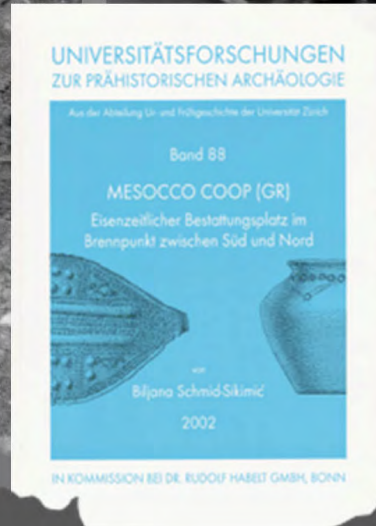 UNIVERSITÄTSFORSCHUNGEN
ZUR PRÄHISTORISCHEN ARCHÄOLOGIE
Aus der Abteilung Ur- und Frühgeschichte der Universität Zürich
Band 88
MESOCCO COOP (GR)
Eisenzeitlicher Bestattungsplatz im
Brennpunkt zwischen Süd und Nord
von
Biljana Schmid-Sikimić
2002
IN KOMMISSION BEI DR. RUDOLF HABELT GMBH, BONN